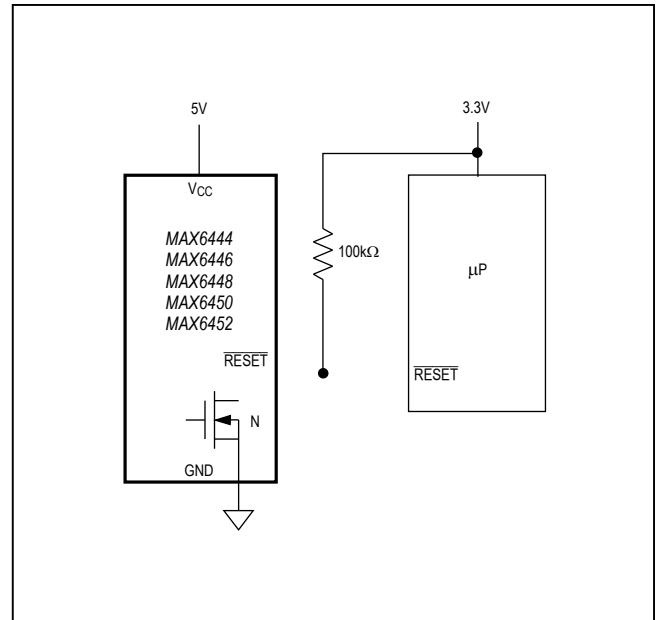 5V
3.3V
VCC
MAX6444
MAX6446
MAX6448
MAX6450
MAX6452
100kΩ
μP
RESET
RESET
N
GND